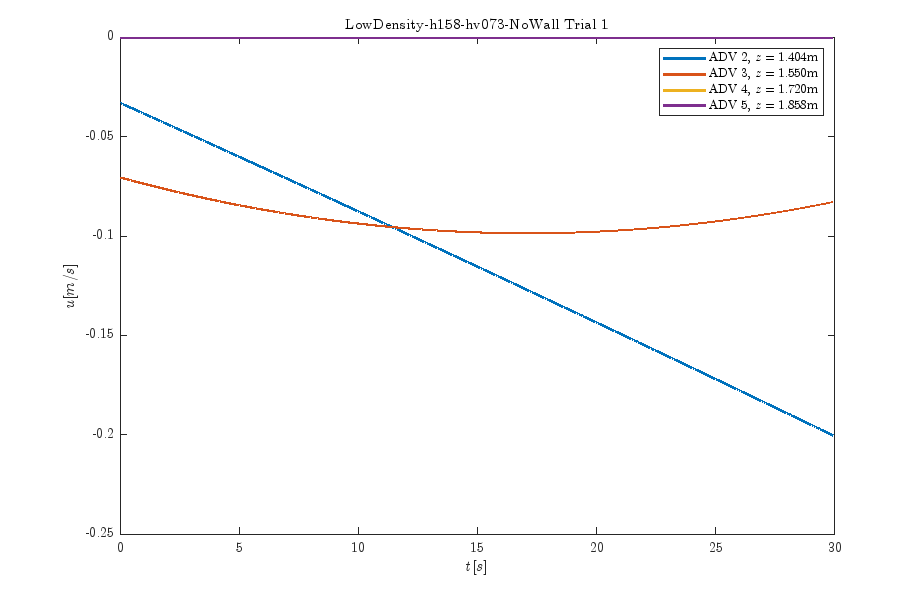 LowDensity-h158-hv073-NoWall Trial 1
0
-0.05
-0.1
-0.15
-0.2
-0.25
u[m/s]
ADV 2, z = 1.404m
ADV 3, z = 1.550m
ADV 4, z = 1.720m
ADV 5, z = 1.858m
0 5 10 15 20 25 30
t[s]